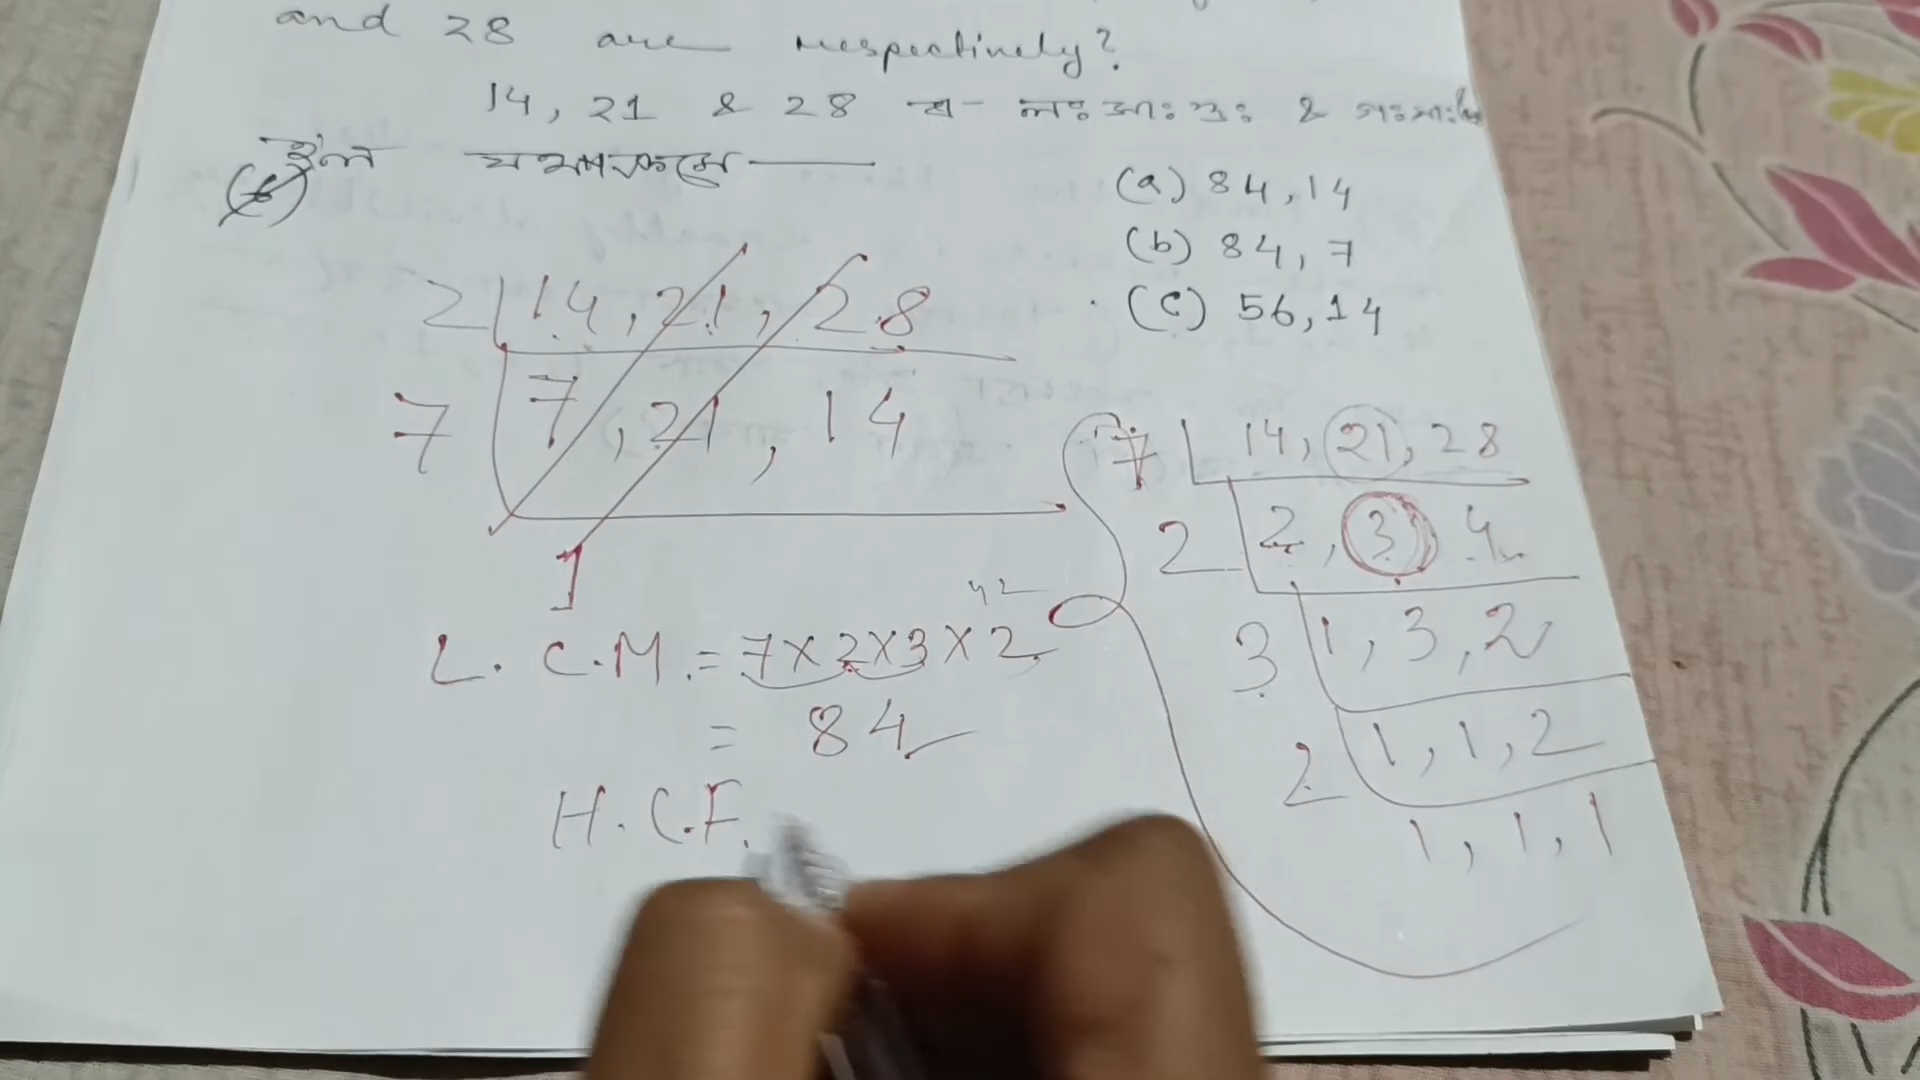 and 28 are respectively?
14, 21 & 28 ৰ লঃসাঃগুঃ & গঃসাঃ
হ'ল যথাক্ৰমে —
(a) 84, 14
(b) 84, 7
(c) 56, 14
2 14, 21, 28
7 7, 21, 14
1
L.C.M. = 7×2×3×2
42
= 84
H.C.F.
7 14, 21, 28
2 2, 3 4
3 1, 3, 2
2 1, 1, 2
1, 1, 1